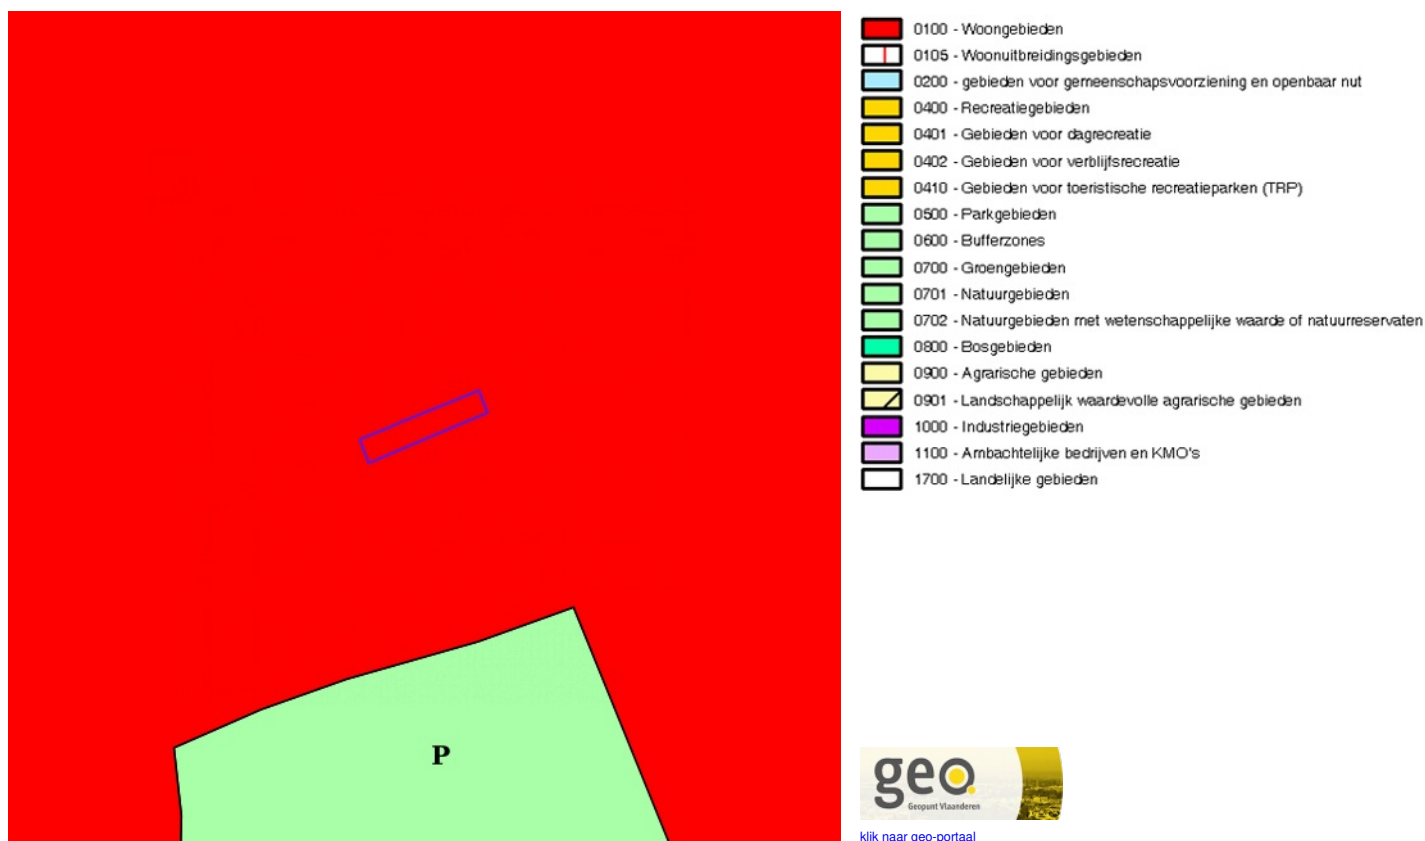 0100 - Woongebieden
0105 - Woonuitbreidingsgebieden
0200 - gebieden voor gemeenschapsvoorziening en openbaar nut
0400 - Recreatiegebieden
0401 - Gebieden voor dagrecreatie
0402 - Gebieden voor verblijfsrecreatie
0410 - Gebieden voor toeristische recreatieparken (TRP)
0500 - Parkgebieden
0600 - Bufferzones
0700 - Groengebieden
0701 - Natuurgebieden
0702 - Natuurgebieden met wetenschappelijke waarde of natuurreservaten
0800 - Bosgebieden
0900 - Agrarische gebieden
0901 - Landschappelijk waardevolle agrarische gebieden
1000 - Industriegebieden
1100 - Ambachtelijke bedrijven en KMO's
1700 - Landelijke gebieden
P
geo
Geopunt Vlaanderen
klik naar geo-portaal